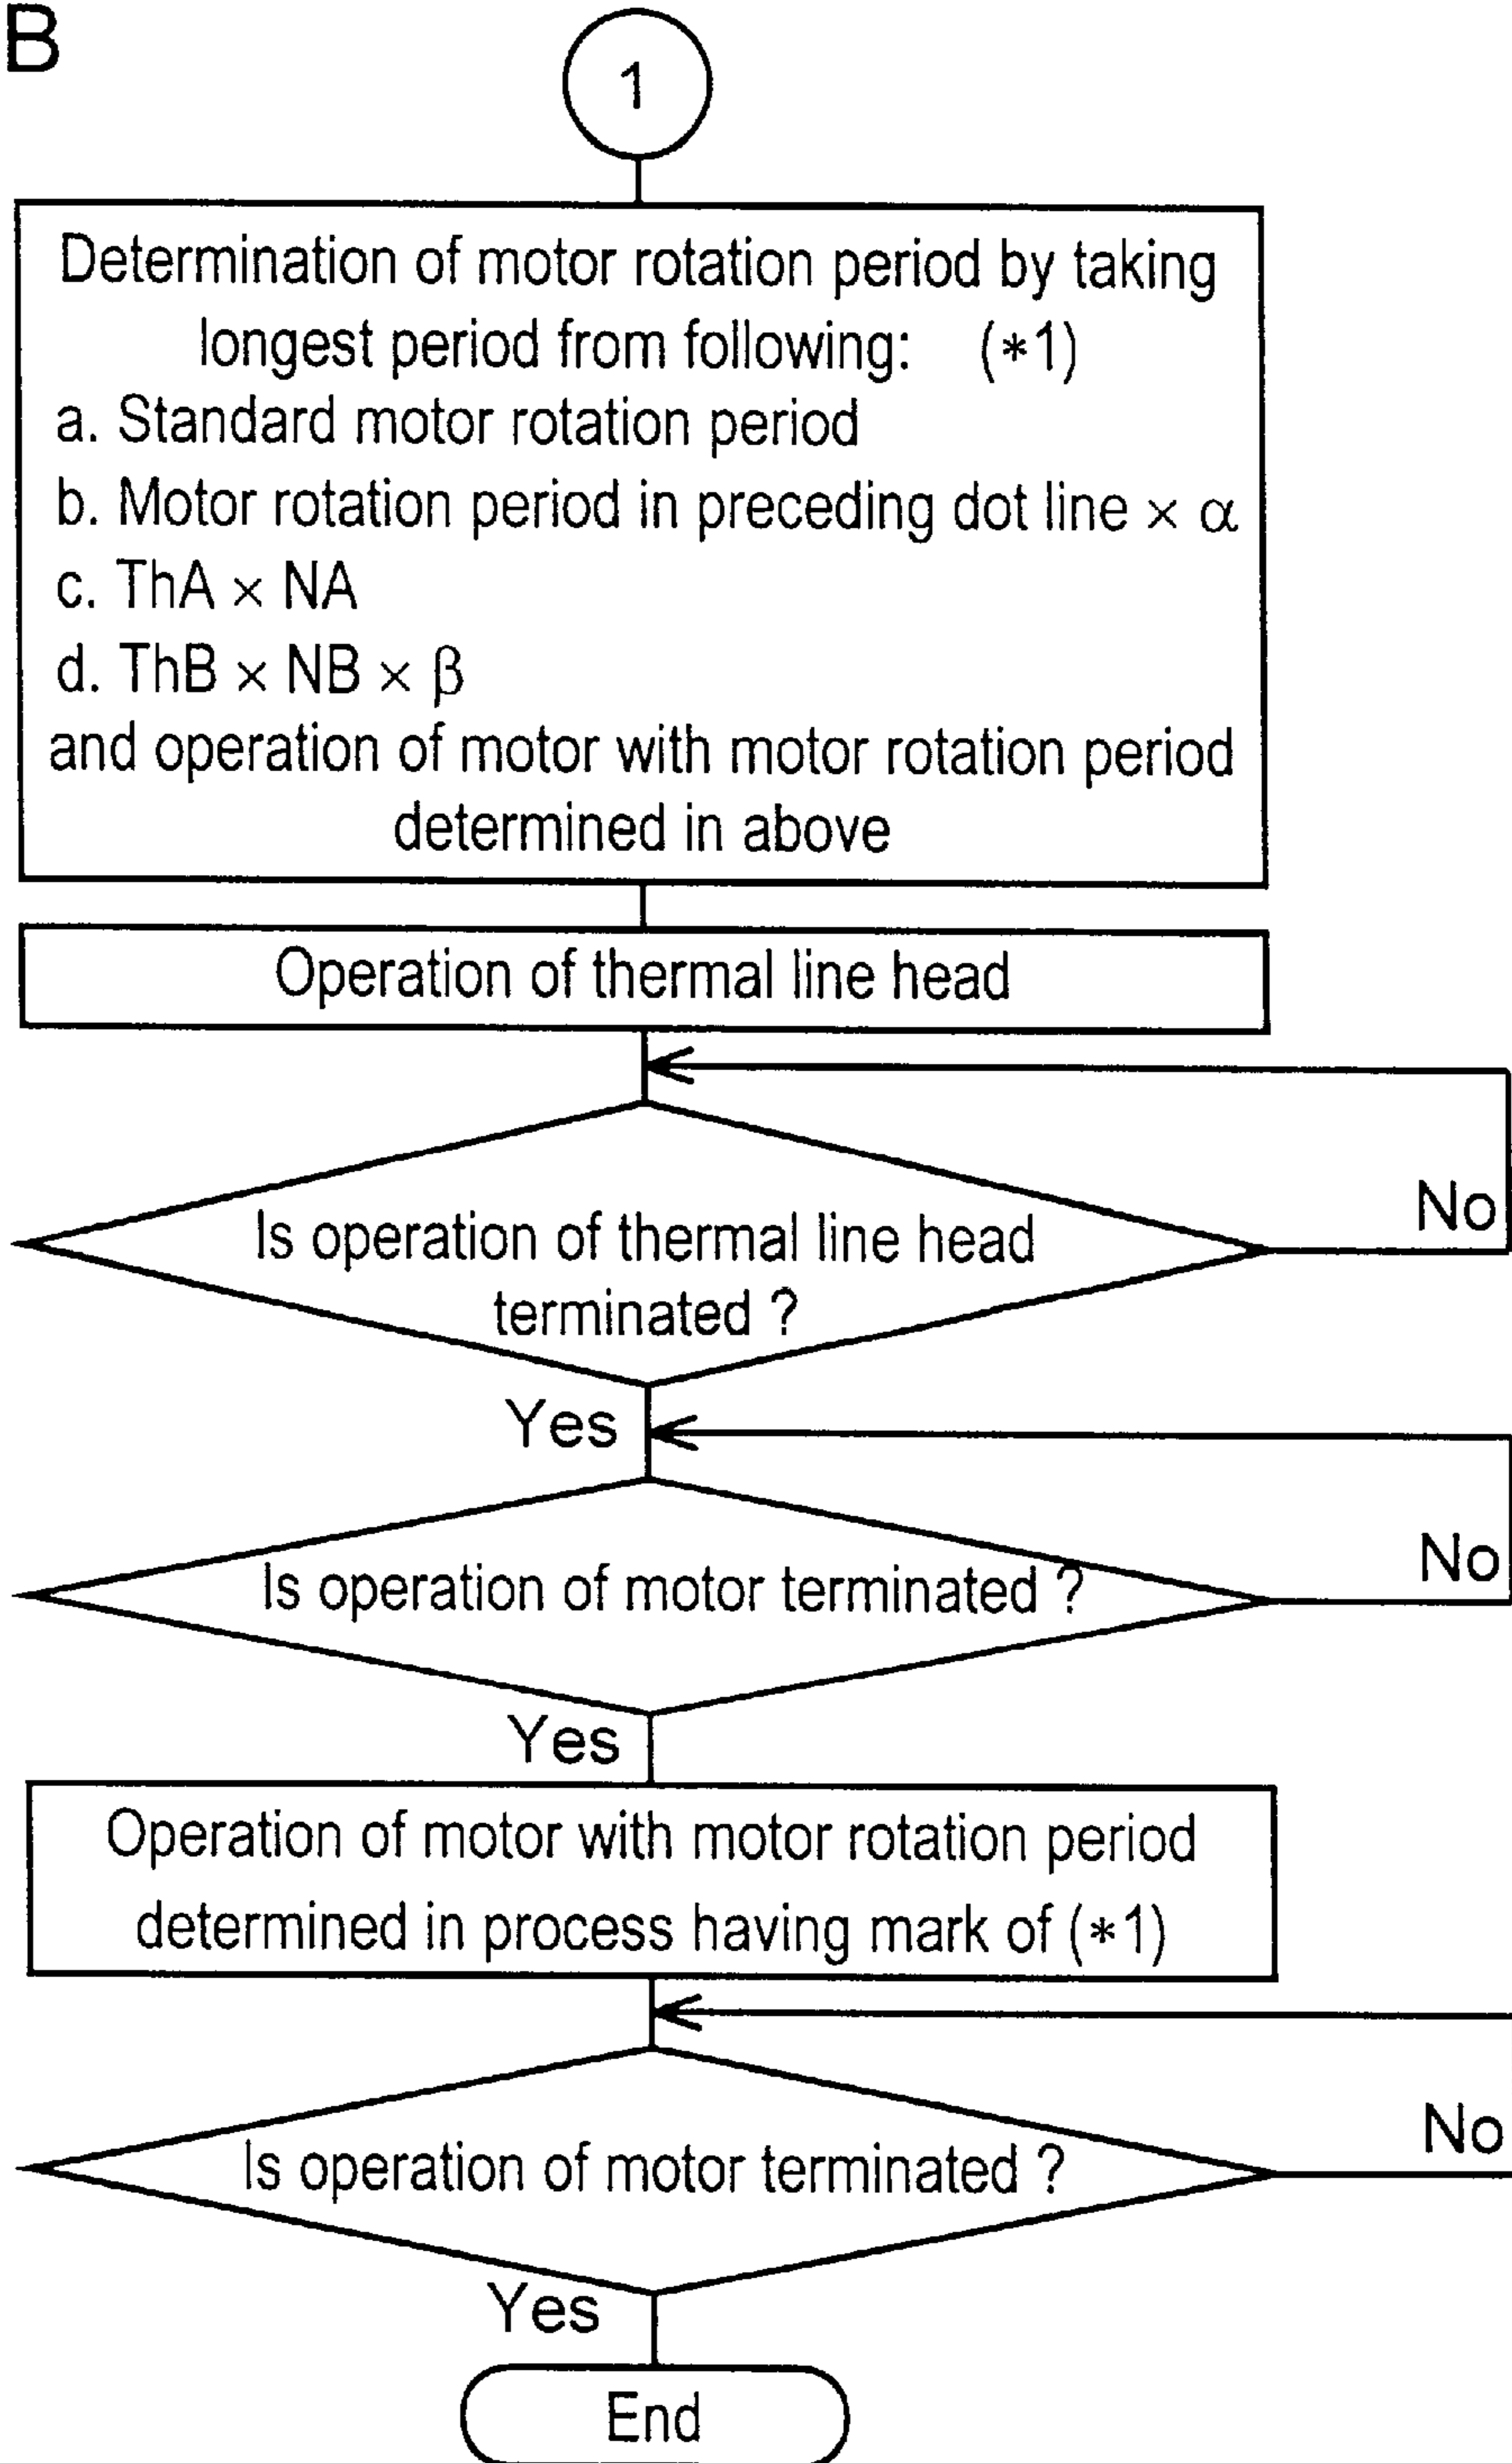 B
1
Determination of motor rotation period by taking
longest period from following: (*1)
a. Standard motor rotation period
b. Motor rotation period in preceding dot line × α
c. ThA × NA
d. ThB × NB × β
and operation of motor with motor rotation period
determined in above
Operation of thermal line head
No
Is operation of thermal line head
terminated ?
Yes
No
Is operation of motor terminated ?
Yes
Operation of motor with motor rotation period
determined in process having mark of (*1)
No
Is operation of motor terminated ?
Yes
End